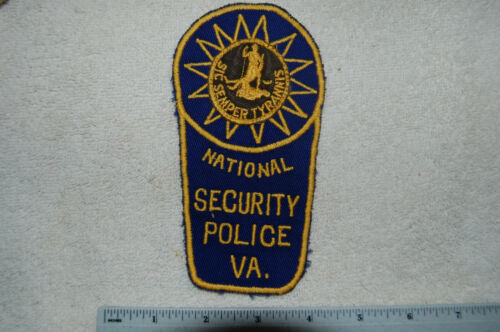 SIC SEMPER TYRANNIS
NATIONAL
SECURITY
POLICE
VA.
1 2 3 4 5 6 7